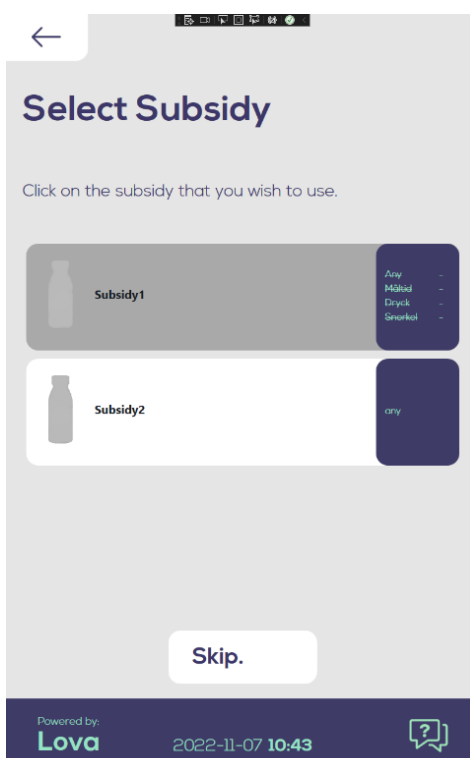 Select Subsidy
Click on the subsidy that you wish to use.
Subsidy1
Any -
Måltid -
Dryck -
Snorkel -
Subsidy2
any
Skip.
Powered by:
Lova
2022-11-07 10:43